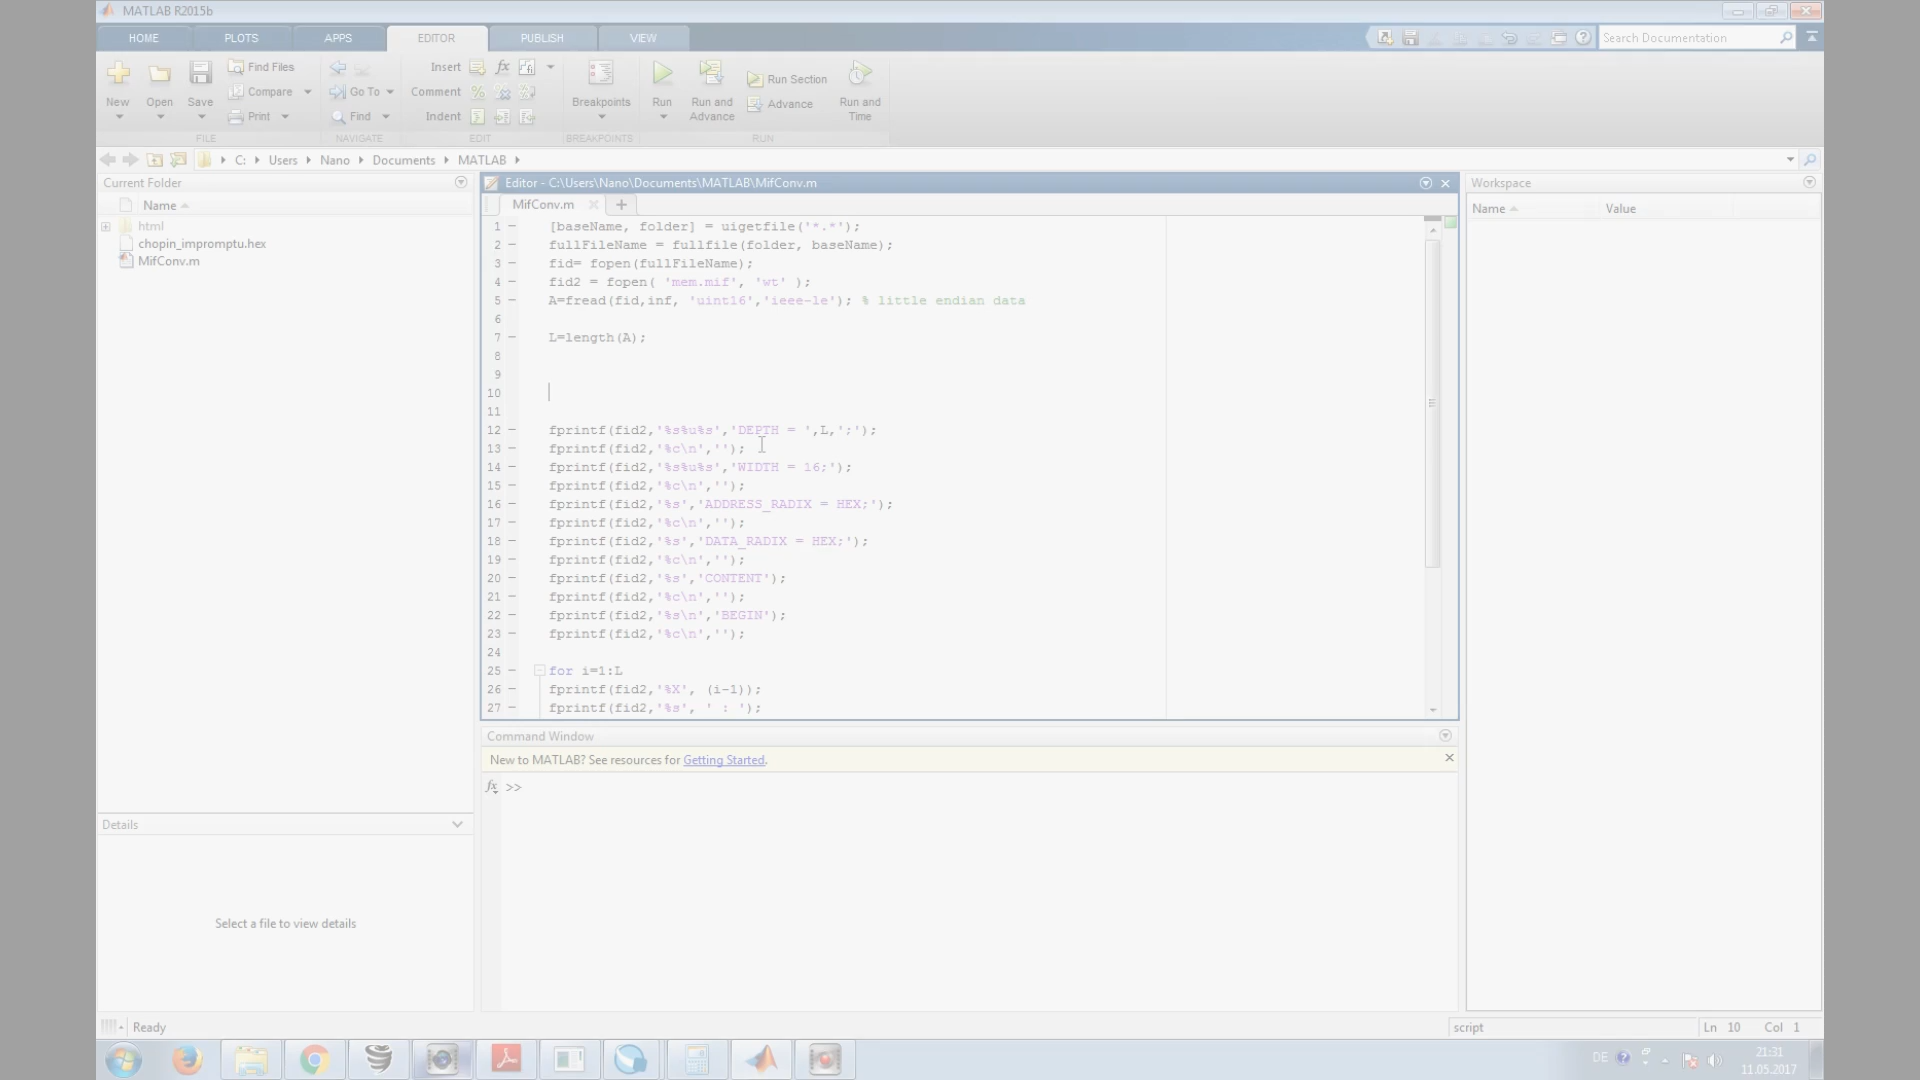 MATLAB R2015b
HOME
PLOTS
APPS
EDITOR
PUBLISH
VIEW
Search Documentation
New
Open
Save
Find Files
Compare
Print
Go To
Find
Insert
fx
Comment
%
Indent
Breakpoints
Run
Run and
Advance
Run Section
Advance
Run and
Time
FILE
NAVIGATE
EDIT
BREAKPOINTS
RUN
C:
Users
Nano
Documents
MATLAB
Current Folder
Name
html
chopin_impromptu.hex
MifConv.m
Details
Select a file to view details
Editor - C:\Users\Nano\Documents\MATLAB\MifConv.m
MifConv.m
1 [baseName, folder] = uigetfile('*.*');
2 fullFileName = fullfile(folder, baseName);
3 fid= fopen(fullFileName);
4 fid2 = fopen( 'mem.mif', 'wt' );
5 A=fread(fid,inf, 'uint16','ieee-le'); % little endian data
6
7 L=length(A);
8
9
10
11
12 fprintf(fid2,'%s%u%s','DEPTH = ',L,';');
13 fprintf(fid2,'%c\n','');
14 fprintf(fid2,'%s%u%s','WIDTH = 16;');
15 fprintf(fid2,'%c\n','');
16 fprintf(fid2,'%s','ADDRESS_RADIX = HEX;');
17 fprintf(fid2,'%c\n','');
18 fprintf(fid2,'%s','DATA_RADIX = HEX;');
19 fprintf(fid2,'%c\n','');
20 fprintf(fid2,'%s','CONTENT');
21 fprintf(fid2,'%c\n','');
22 fprintf(fid2,'%s\n','BEGIN');
23 fprintf(fid2,'%c\n','');
24
25 for i=1:L
26 fprintf(fid2,'%X', (i-1));
27 fprintf(fid2,'%s', ' : ');
Command Window
New to MATLAB? See resources for Getting Started.
fx >>
Workspace
Name
Value
Ready
script
Ln 10
Col 1
DE
21:31
11.05.2017